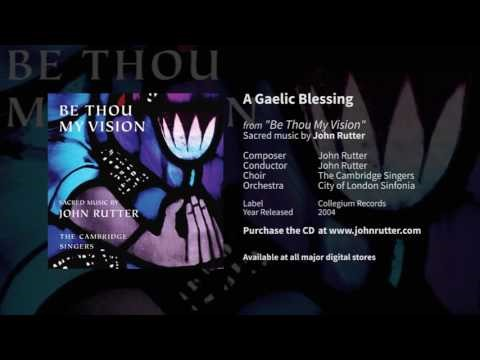 BE THOU
MY VISION
BE THOU
MY VISION
SACRED MUSIC BY
JOHN RUTTER
THE CAMBRIDGE
SINGERS
A Gaelic Blessing
from "Be Thou My Vision"
Sacred music by John Rutter
Composer John Rutter
Conductor John Rutter
Choir The Cambridge Singers
Orchestra City of London Sinfonia
Label Collegium Records
Year Released 2004
Purchase the CD at www.johnrutter.com
Available at all major digital stores